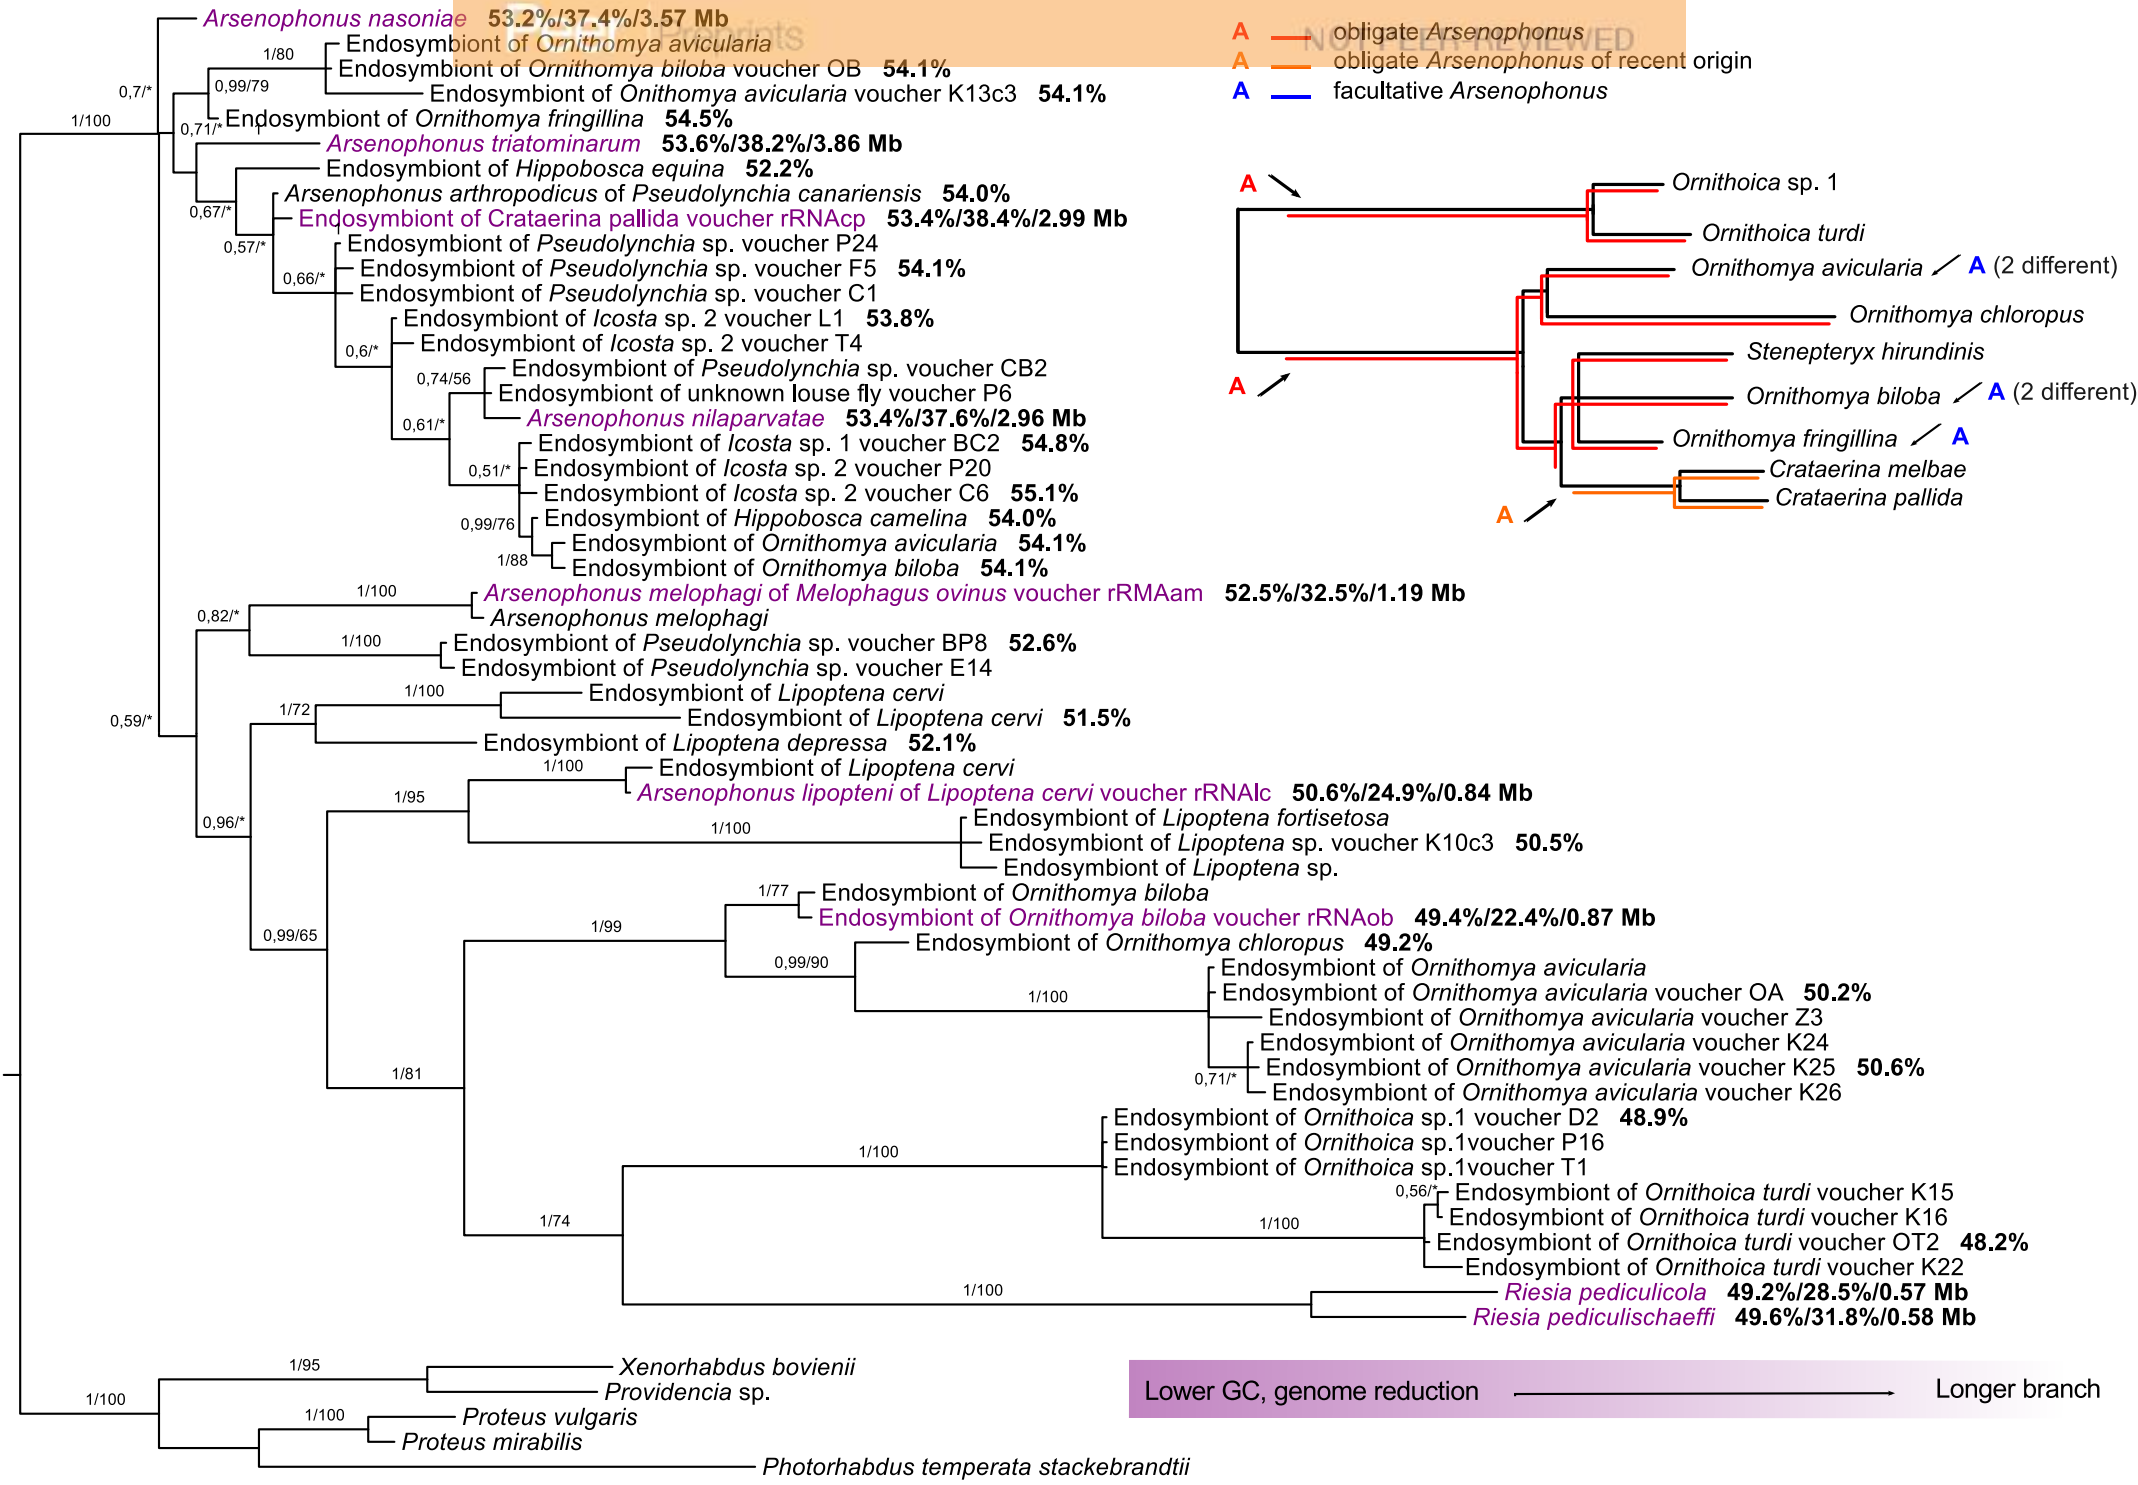 Arsenophonus nasoniae 53.2%/37.4%/3.57 Mb
Peer Preprints
NOT PEER-REVIEWED
A obligate Arsenophonus
A obligate Arsenophonus of recent origin
A facultative Arsenophonus
Endosymbiont of Ornithomya avicularia
1/80
Endosymbiont of Ornithomya biloba voucher OB 54.1%
0,7/*
0,99/79
Endosymbiont of Onithomya avicularia voucher K13c3 54.1%
1/100
0,71/*
Endosymbiont of Ornithomya fringillina 54.5%
Arsenophonus triatominarum 53.6%/38.2%/3.86 Mb
Endosymbiont of Hippobosca equina 52.2%
0,67/*
Arsenophonus arthropodicus of Pseudolynchia canariensis 54.0%
Endosymbiont of Crataerina pallida voucher rRNAcp 53.4%/38.4%/2.99 Mb
0,57/*
Endosymbiont of Pseudolynchia sp. voucher P24
0,66/*
Endosymbiont of Pseudolynchia sp. voucher F5 54.1%
Endosymbiont of Pseudolynchia sp. voucher C1
Endosymbiont of Icosta sp. 2 voucher L1 53.8%
0,6/*
Endosymbiont of Icosta sp. 2 voucher T4
0,74/56
Endosymbiont of Pseudolynchia sp. voucher CB2
Endosymbiont of unknown louse fly voucher P6
0,61/*
Arsenophonus nilaparvatae 53.4%/37.6%/2.96 Mb
Endosymbiont of Icosta sp. 1 voucher BC2 54.8%
0,51/*
Endosymbiont of Icosta sp. 2 voucher P20
Endosymbiont of Icosta sp. 2 voucher C6 55.1%
0,99/76
Endosymbiont of Hippobosca camelina 54.0%
1/88
Endosymbiont of Ornithomya avicularia 54.1%
Endosymbiont of Ornithomya biloba 54.1%
A
Ornithoica sp. 1
Ornithoica turdi
Ornithomya avicularia A (2 different)
Ornithomya chloropus
Stenepteryx hirundinis
A
Ornithomya biloba A (2 different)
Ornithomya fringillina A
Crataerina melbae
Crataerina pallida
A
1/100
Arsenophonus melophagi of Melophagus ovinus voucher rRMAam 52.5%/32.5%/1.19 Mb
0,82/*
Arsenophonus melophagi
1/100
Endosymbiont of Pseudolynchia sp. voucher BP8 52.6%
Endosymbiont of Pseudolynchia sp. voucher E14
0,59/*
1/100
Endosymbiont of Lipoptena cervi
1/72
Endosymbiont of Lipoptena cervi 51.5%
Endosymbiont of Lipoptena depressa 52.1%
1/100
Endosymbiont of Lipoptena cervi
1/95
Arsenophonus lipopteni of Lipoptena cervi voucher rRNAlc 50.6%/24.9%/0.84 Mb
0,96/*
1/100
Endosymbiont of Lipoptena fortisetosa
Endosymbiont of Lipoptena sp. voucher K10c3 50.5%
Endosymbiont of Lipoptena sp.
1/77
Endosymbiont of Ornithomya biloba
0,99/65
1/99
Endosymbiont of Ornithomya biloba voucher rRNAob 49.4%/22.4%/0.87 Mb
Endosymbiont of Ornithomya chloropus 49.2%
0,99/90
Endosymbiont of Ornithomya avicularia
1/100
Endosymbiont of Ornithomya avicularia voucher OA 50.2%
Endosymbiont of Ornithomya avicularia voucher Z3
Endosymbiont of Ornithomya avicularia voucher K24
1/81
0,71/*
Endosymbiont of Ornithomya avicularia voucher K25 50.6%
Endosymbiont of Ornithomya avicularia voucher K26
Endosymbiont of Ornithoica sp.1 voucher D2 48.9%
1/100
Endosymbiont of Ornithoica sp.1voucher P16
Endosymbiont of Ornithoica sp.1voucher T1
0,56/*
Endosymbiont of Ornithoica turdi voucher K15
1/74
1/100
Endosymbiont of Ornithoica turdi voucher K16
Endosymbiont of Ornithoica turdi voucher OT2 48.2%
Endosymbiont of Ornithoica turdi voucher K22
1/100
Riesia pediculicola 49.2%/28.5%/0.57 Mb
Riesia pediculischaeffi 49.6%/31.8%/0.58 Mb
1/95
Xenorhabdus bovienii
1/100
Providencia sp.
1/100
Proteus vulgaris
Proteus mirabilis
Photorhabdus temperata stackebrandtii
Lower GC, genome reduction Longer branch